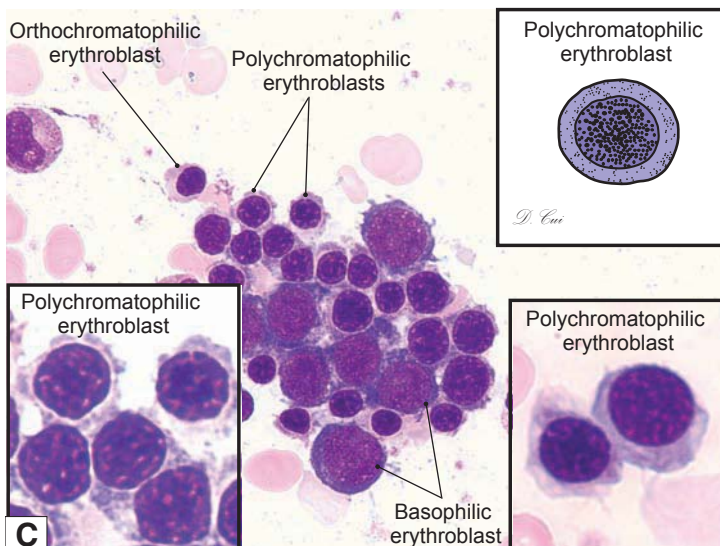 Orthochromatophilic
erythroblast
Polychromatophilic
erythroblasts
Polychromatophilic
erythroblast
D. Cui
Polychromatophilic
erythroblast
Polychromatophilic
erythroblast
Basophilic
erythroblast
C